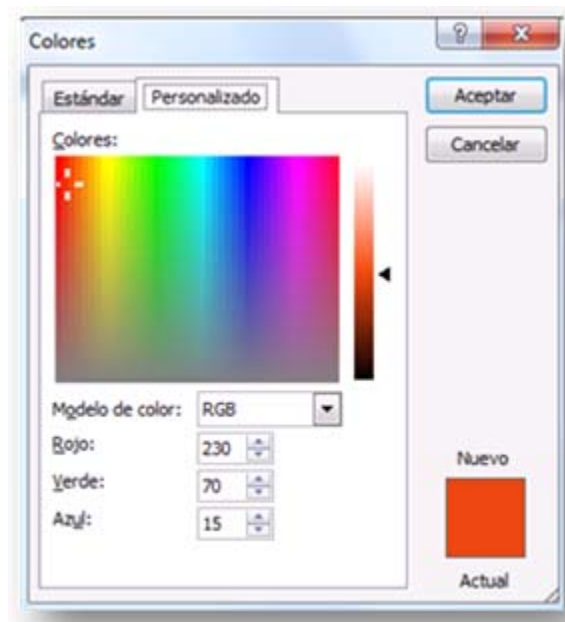 Colores
?
Estándar
Personalizado
Aceptar
Cancelar
Colores:
Modelo de color: RGB
Rojo: 230
Verde: 70
Azul: 15
Nuevo
Actual